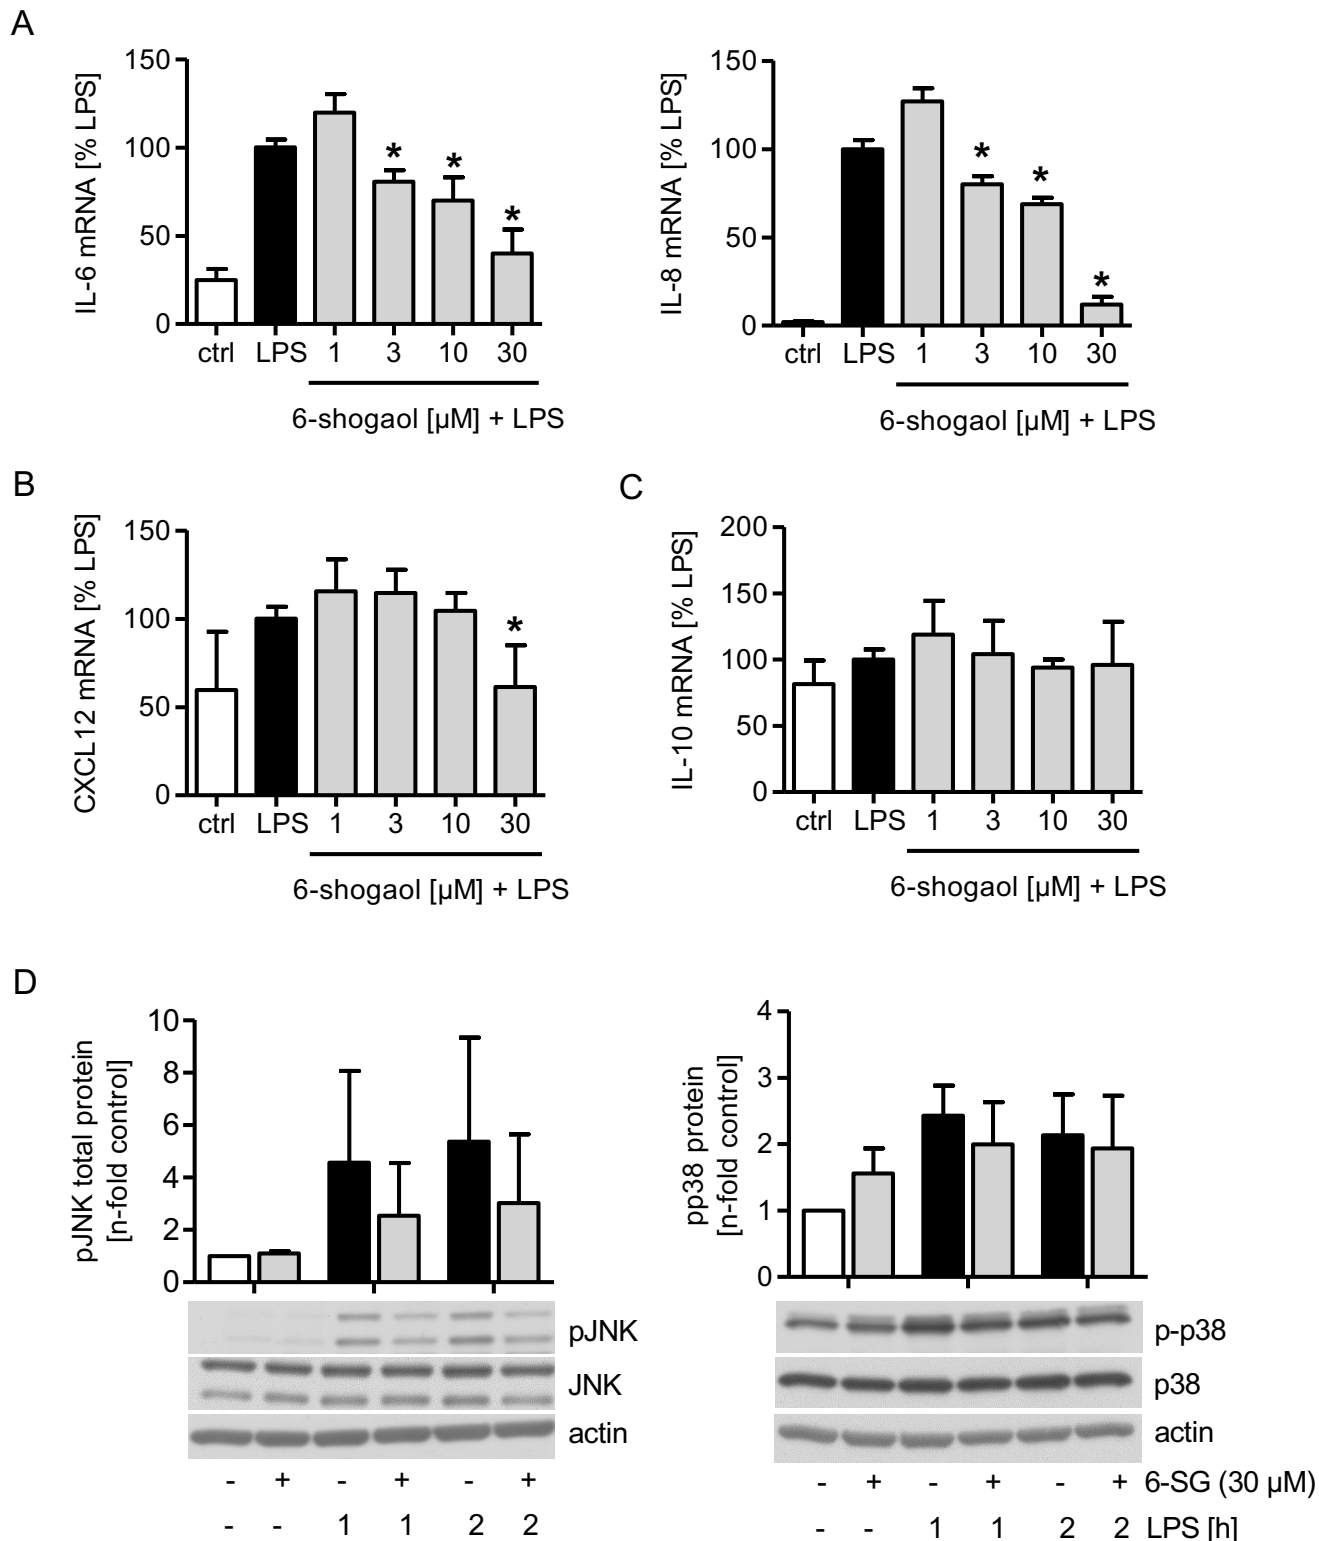 A
IL-6 mRNA [% LPS]
150
100
50
0
*
*
*
ctrl LPS 1 3 10 30
6-shogaol [µM] + LPS
IL-8 mRNA [% LPS]
150
100
50
0
*
*
*
ctrl LPS 1 3 10 30
6-shogaol [µM] + LPS
B
CXCL12 mRNA [% LPS]
150
100
50
0
*
ctrl LPS 1 3 10 30
6-shogaol [µM] + LPS
C
IL-10 mRNA [% LPS]
200
150
100
50
0
ctrl LPS 1 3 10 30
6-shogaol [µM] + LPS
D
pJNK total protein
[n-fold control]
10
8
6
4
2
0
pJNK
JNK
actin
- + - + - +
- - 1 1 2 2
pp38 protein
[n-fold control]
4
3
2
1
0
p-p38
p38
actin
- + - + - + 6-SG (30 µM)
- - 1 1 2 2 LPS [h]